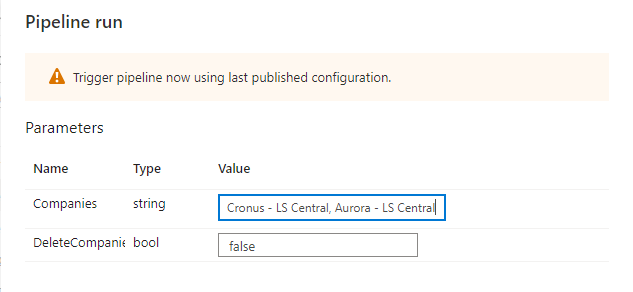 Pipeline run
Trigger pipeline now using last published configuration.
Parameters
Name Type Value
Companies string Cronus - LS Central, Aurora - LS Central
DeleteCompanie bool false